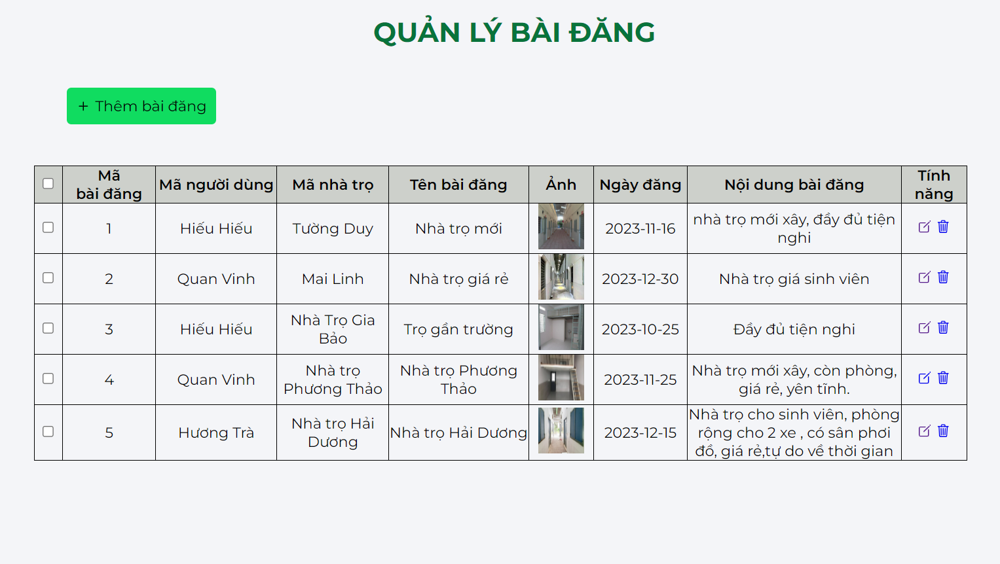 QUẢN LÝ BÀI ĐĂNG
+ Thêm bài đăng
Mã
bài đăng
Mã người dùng
Mã nhà trọ
Tên bài đăng
Ảnh
Ngày đăng
Nội dung bài đăng
Tính
năng
1
Hiếu Hiếu
Tường Duy
Nhà trọ mới
2023-11-16
nhà trọ mới xây, đầy đủ tiện
nghi
2
Quan Vinh
Mai Linh
Nhà trọ giá rẻ
2023-12-30
Nhà trọ giá sinh viên
3
Hiếu Hiếu
Nhà Trọ Gia
Bảo
Trọ gần trường
2023-10-25
Đầy đủ tiện nghi
4
Quan Vinh
Nhà trọ
Phương Thảo
Nhà trọ Phương
Thảo
2023-11-25
Nhà trọ mới xây, còn phòng,
giá rẻ, yên tĩnh.
5
Hương Trà
Nhà trọ Hải
Dương
Nhà trọ Hải Dương
2023-12-15
Nhà trọ cho sinh viên, phòng
rộng cho 2 xe , có sân phơi
đồ, giá rẻ,tự do về thời gian